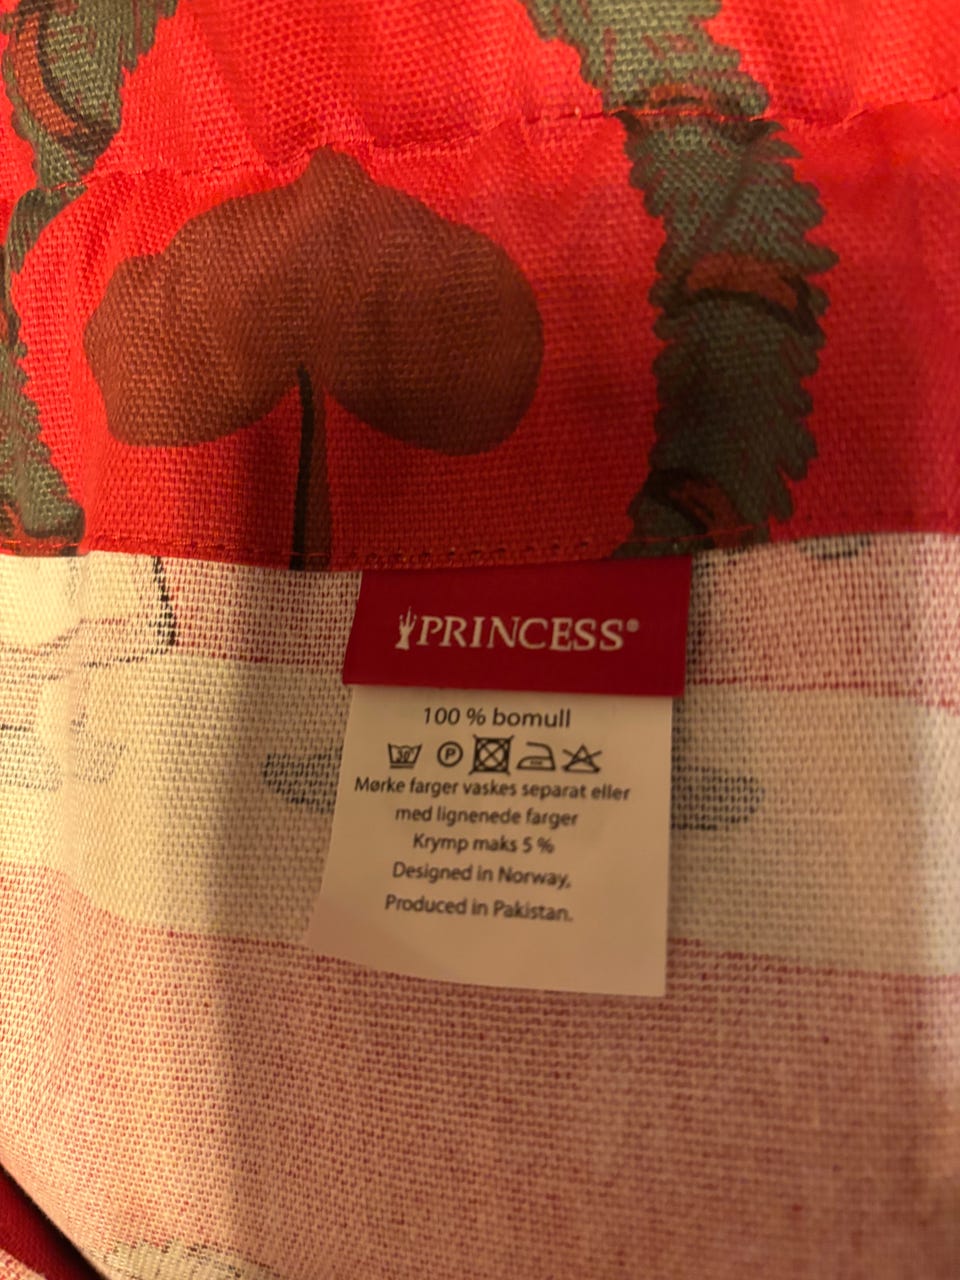 PRINCESS®
100 % bomull
30 P
Mørke farger vaskes separat eller
med lignenede farger
Krymp maks 5 %
Designed in Norway,
Produced in Pakistan.